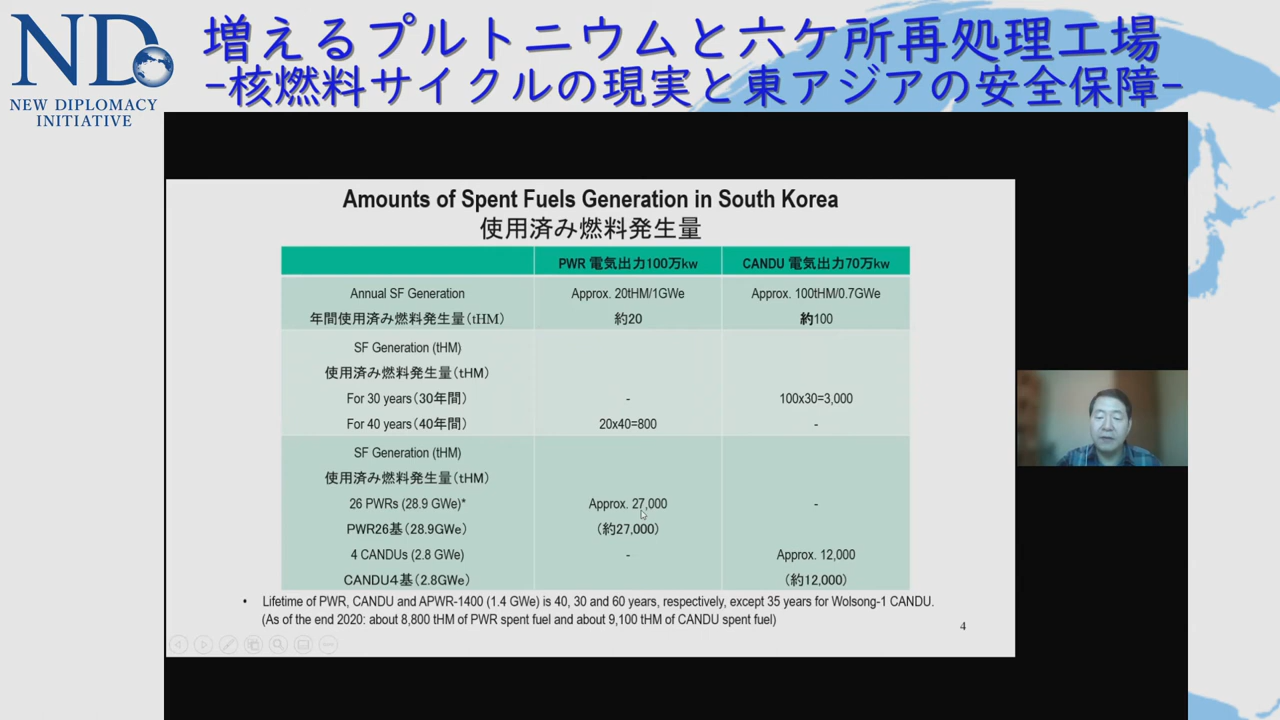 NDO
NEW DIPLOMACY
INITIATIVE
増えるプルトニウムと六ケ所再処理工場
-核燃料サイクルの現実と東アジアの安全保障-
Amounts of Spent Fuels Generation in South Korea
使用済み燃料発生量
PWR 電気出力100万kw CANDU 電気出力70万kw
Annual SF Generation Approx. 20tHM/1GWe Approx. 100tHM/0.7GWe
年間使用済み燃料発生量(tHM) 約20 約100
SF Generation (tHM)
使用済み燃料発生量(tHM)
For 30 years(30年間) - 100x30=3,000
For 40 years(40年間) 20x40=800 -
SF Generation (tHM)
使用済み燃料発生量(tHM)
26 PWRs (28.9 GWe)* Approx. 27,000 -
PWR26基(28.9GWe) (約27,000)
4 CANDUs (2.8 GWe) - Approx. 12,000
CANDU4基(2.8GWe) (約12,000)
• Lifetime of PWR, CANDU and APWR-1400 (1.4 GWe) is 40, 30 and 60 years, respectively, except 35 years for Wolsong-1 CANDU.
(As of the end 2020: about 8,800 tHM of PWR spent fuel and about 9,100 tHM of CANDU spent fuel)
4